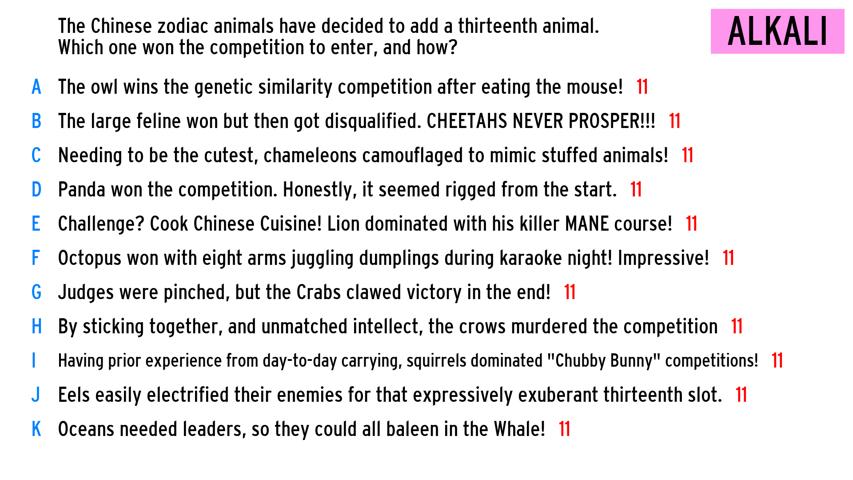 The Chinese zodiac animals have decided to add a thirteenth animal.
Which one won the competition to enter, and how?
ALKALI
A The owl wins the genetic similarity competition after eating the mouse! 11
B The large feline won but then got disqualified. CHEETAHS NEVER PROSPER!!! 11
C Needing to be the cutest, chameleons camouflaged to mimic stuffed animals! 11
D Panda won the competition. Honestly, it seemed rigged from the start. 11
E Challenge? Cook Chinese Cuisine! Lion dominated with his killer MANE course! 11
F Octopus won with eight arms juggling dumplings during karaoke night! Impressive! 11
G Judges were pinched, but the Crabs clawed victory in the end! 11
H By sticking together, and unmatched intellect, the crows murdered the competition 11
I Having prior experience from day-to-day carrying, squirrels dominated "Chubby Bunny" competitions! 11
J Eels easily electrified their enemies for that expressively exuberant thirteenth slot. 11
K Oceans needed leaders, so they could all baleen in the Whale! 11